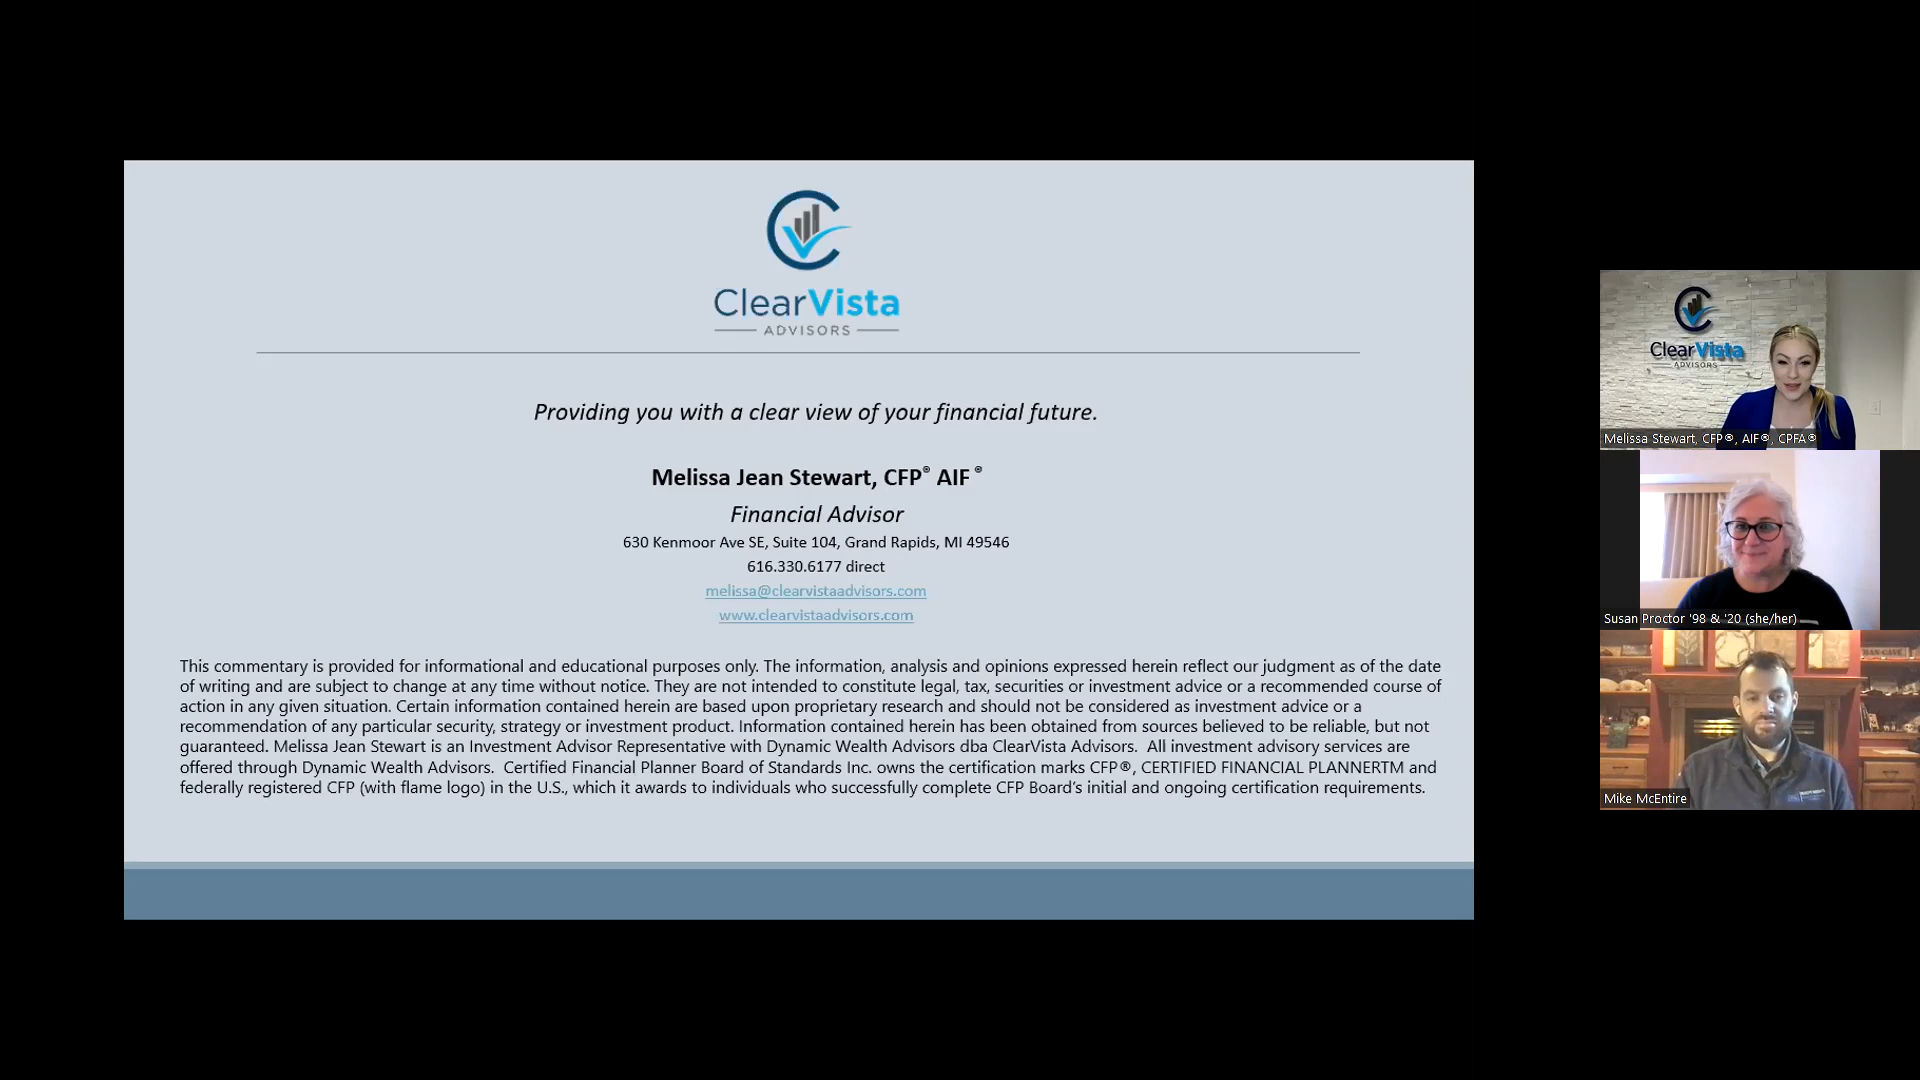 ClearVista
ADVISORS
Providing you with a clear view of your financial future.
Melissa Jean Stewart, CFP® AIF ®
Financial Advisor
630 Kenmoor Ave SE, Suite 104, Grand Rapids, MI 49546
616.330.6177 direct
melissa@clearvistaadvisors.com
www.clearvistaadvisors.com
This commentary is provided for informational and educational purposes only. The information, analysis and opinions expressed herein reflect our judgment as of the date
of writing and are subject to change at any time without notice. They are not intended to constitute legal, tax, securities or investment advice or a recommended course of
action in any given situation. Certain information contained herein are based upon proprietary research and should not be considered as investment advice or a
recommendation of any particular security, strategy or investment product. Information contained herein has been obtained from sources believed to be reliable, but not
guaranteed. Melissa Jean Stewart is an Investment Advisor Representative with Dynamic Wealth Advisors dba ClearVista Advisors.  All investment advisory services are
offered through Dynamic Wealth Advisors.  Certified Financial Planner Board of Standards Inc. owns the certification marks CFP®, CERTIFIED FINANCIAL PLANNERTM and
federally registered CFP (with flame logo) in the U.S., which it awards to individuals who successfully complete CFP Board's initial and ongoing certification requirements.
ClearVista
ADVISORS
Melissa Stewart, CFP®, AIF®, CPFA®
Susan Proctor '98 & '20 (she/her)
MAN CAVE
Mike McEntire